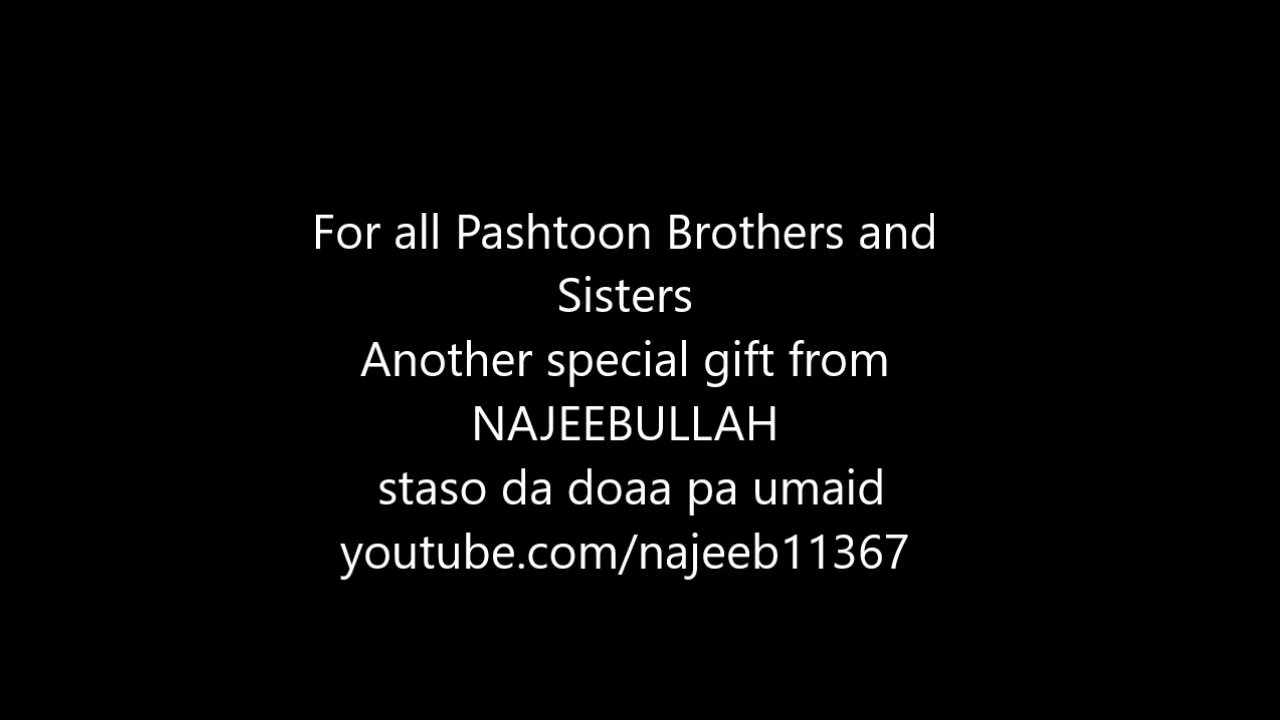 For all Pashtoon Brothers and
Sisters
Another special gift from
NAJEEBULLAH
staso da doaa pa umaid
youtube.com/najeeb11367